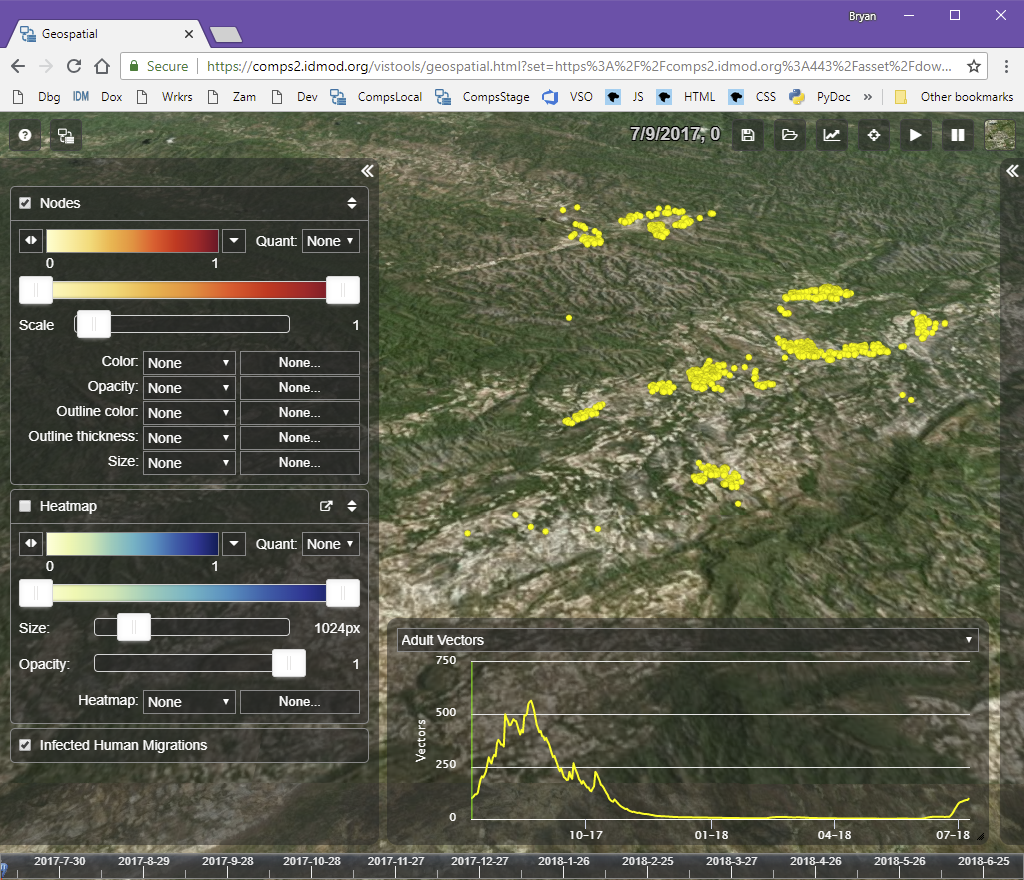 Bryan
Geospatial
Secure https://comps2.idmod.org/vistools/geospatial.html?set=https%3A%2F%2Fcomps2.idmod.org%3A443%2Fasset%2Fdow...
Dbg IDM Dox Wrkrs Zam Dev CompsLocal CompsStage VSO JS HTML CSS PyDoc » Other bookmarks
7/9/2017, 0
Nodes
Quant: None
0 1
Scale 1
Color: None None...
Opacity: None None...
Outline color: None None...
Outline thickness: None None...
Size: None None...
Heatmap
Quant: None
0 1
Size: 1024px
Opacity: 1
Heatmap: None None...
Infected Human Migrations
Adult Vectors
750
500
250
0
Vectors
10-17 01-18 04-18 07-18
2017-7-30 2017-8-29 2017-9-28 2017-10-28 2017-11-27 2017-12-27 2018-1-26 2018-2-25 2018-3-27 2018-4-26 2018-5-26 2018-6-25